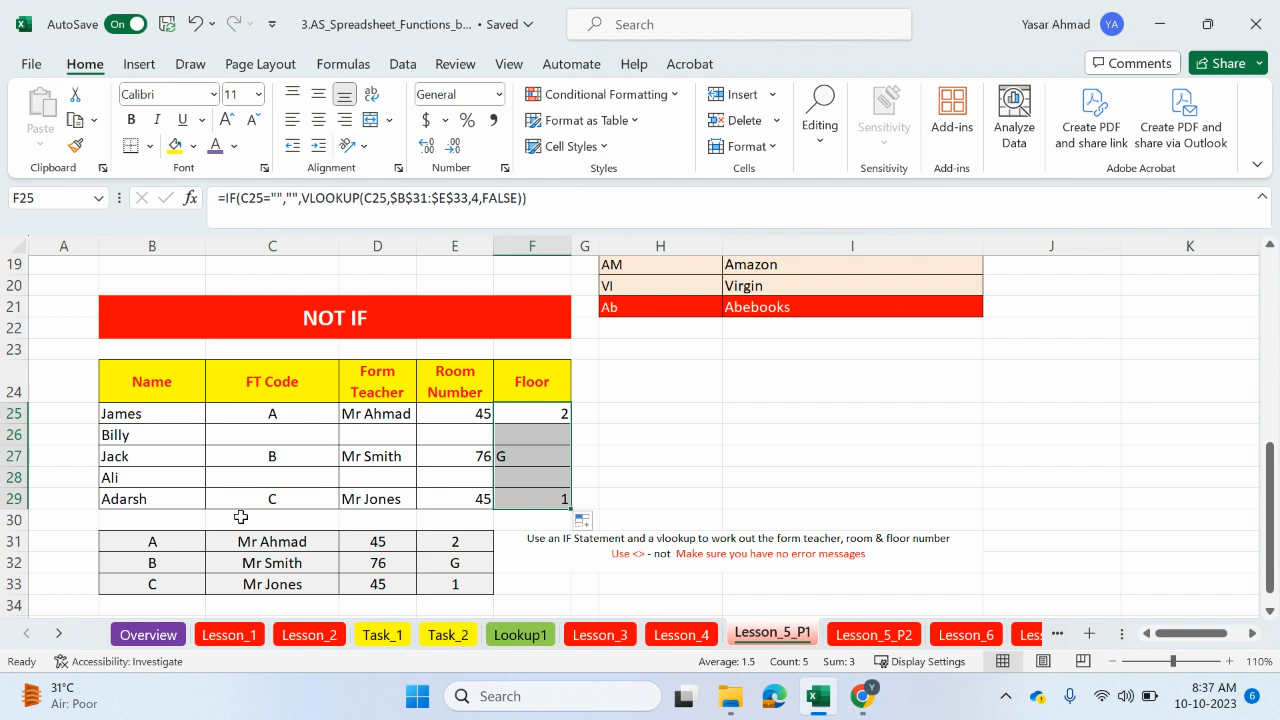 AutoSave On 3.AS_Spreadsheet_Functions_b... • Saved Search Yasar Ahmad YA
File Home Insert Draw Page Layout Formulas Data Review View Automate Help Acrobat Comments Share
Calibri 11 General Conditional Formatting Insert
Paste B I U A A $ % Format as Table Delete Editing Sensitivity Add-ins Analyze Data Create PDF and share link Create PDF and share via Outlook
A Cell Styles Format
Clipboard Font Alignment Number Styles Cells Sensitivity Add-ins Adobe Acrobat
F25 fx =IF(C25="","",VLOOKUP(C25,$B$31:$E$33,4,FALSE))
A B C D E F G H I J K
19 AM Amazon
20 VI Virgin
21 Ab Abebooks
NOT IF
22
23
24 Name FT Code Form Teacher Room Number Floor
25 James A Mr Ahmad 45 2
26 Billy
27 Jack B Mr Smith 76 G
28 Ali
29 Adarsh C Mr Jones 45 1
30
31 A Mr Ahmad 45 2 Use an IF Statement and a vlookup to work out the form teacher, room & floor number
Use <> - not Make sure you have no error messages
32 B Mr Smith 76 G
33 C Mr Jones 45 1
34
Overview Lesson_1 Lesson_2 Task_1 Task_2 Lookup1 Lesson_3 Lesson_4 Lesson_5_P1 Lesson_5_P2 Lesson_6 Les ...
Ready Accessibility: Investigate Average: 1.5 Count: 5 Sum: 3 Display Settings 110%
31°C
Air: Poor
Search
8:37 AM
10-10-2023
6